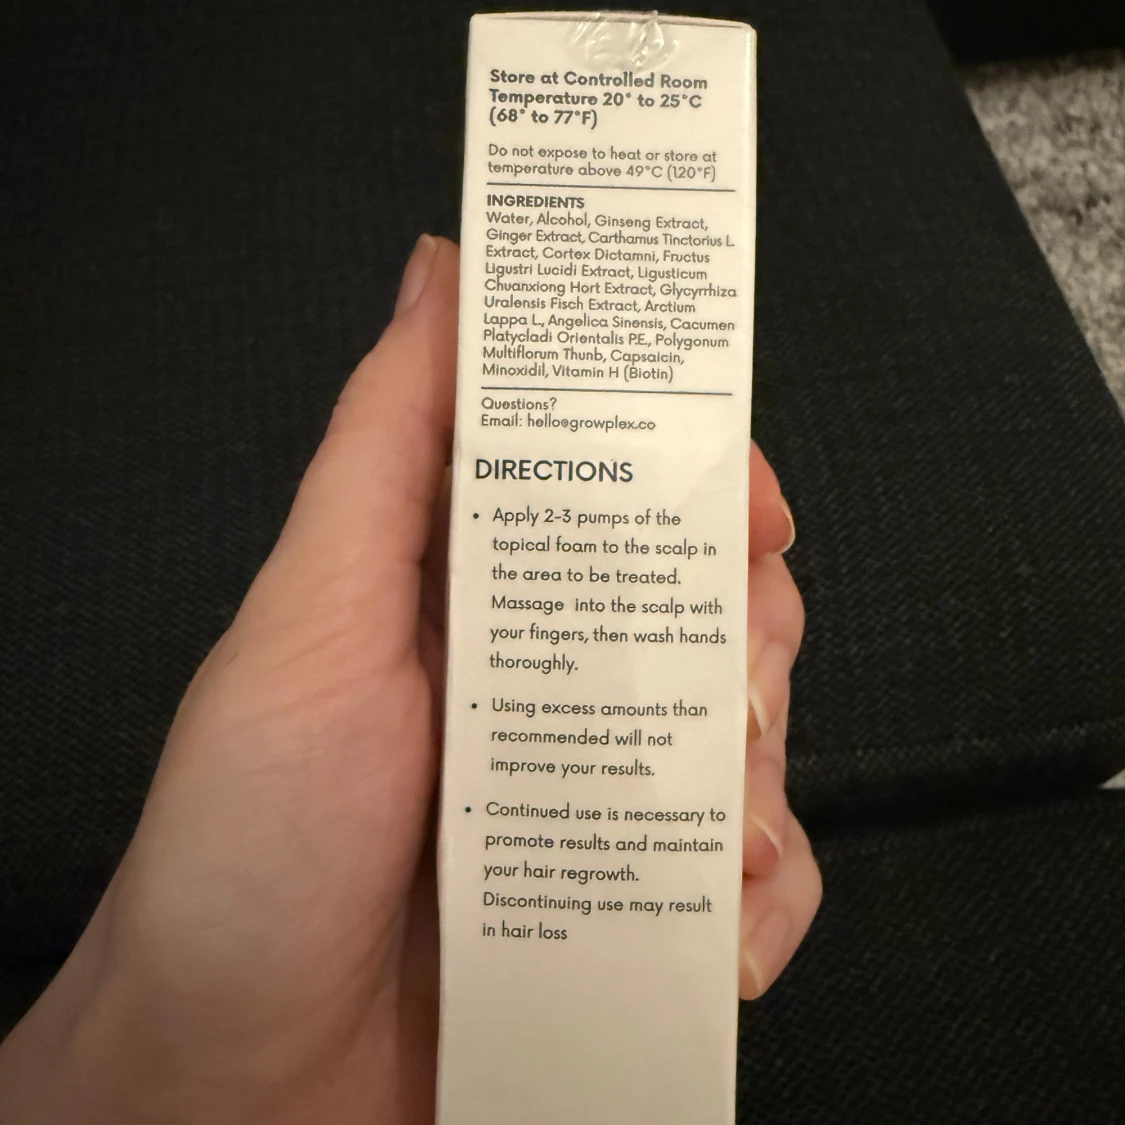 Store at Controlled Room
Temperature 20° to 25°C
(68° to 77°F)
Do not expose to heat or store at
temperature above 49°C (120°F)
INGREDIENTS
Water, Alcohol, Ginseng Extract,
Ginger Extract, Carthamus Tinctorius L
Extract, Cortex Dictamni, Fructus
Ligustri Lucidi Extract, Ligusticum
Chuanxiong Hort Extract, Glycyrrhiza
Uralensis Fisch Extract, Arctium
Lappa L., Angelica Sinensis, Cacumen
Platycladi Orientalis P.E., Polygonum
Multiflorum Thunb, Capsaicin,
Minoxidil, Vitamin H (Biotin)
Questions?
Email: hello@growplex.co
DIRECTIONS
• Apply 2-3 pumps of the
topical foam to the scalp in
the area to be treated.
Massage into the scalp with
your fingers, then wash hands
thoroughly.
• Using excess amounts than
recommended will not
improve your results.
• Continued use is necessary to
promote results and maintain
your hair regrowth.
Discontinuing use may result
in hair loss